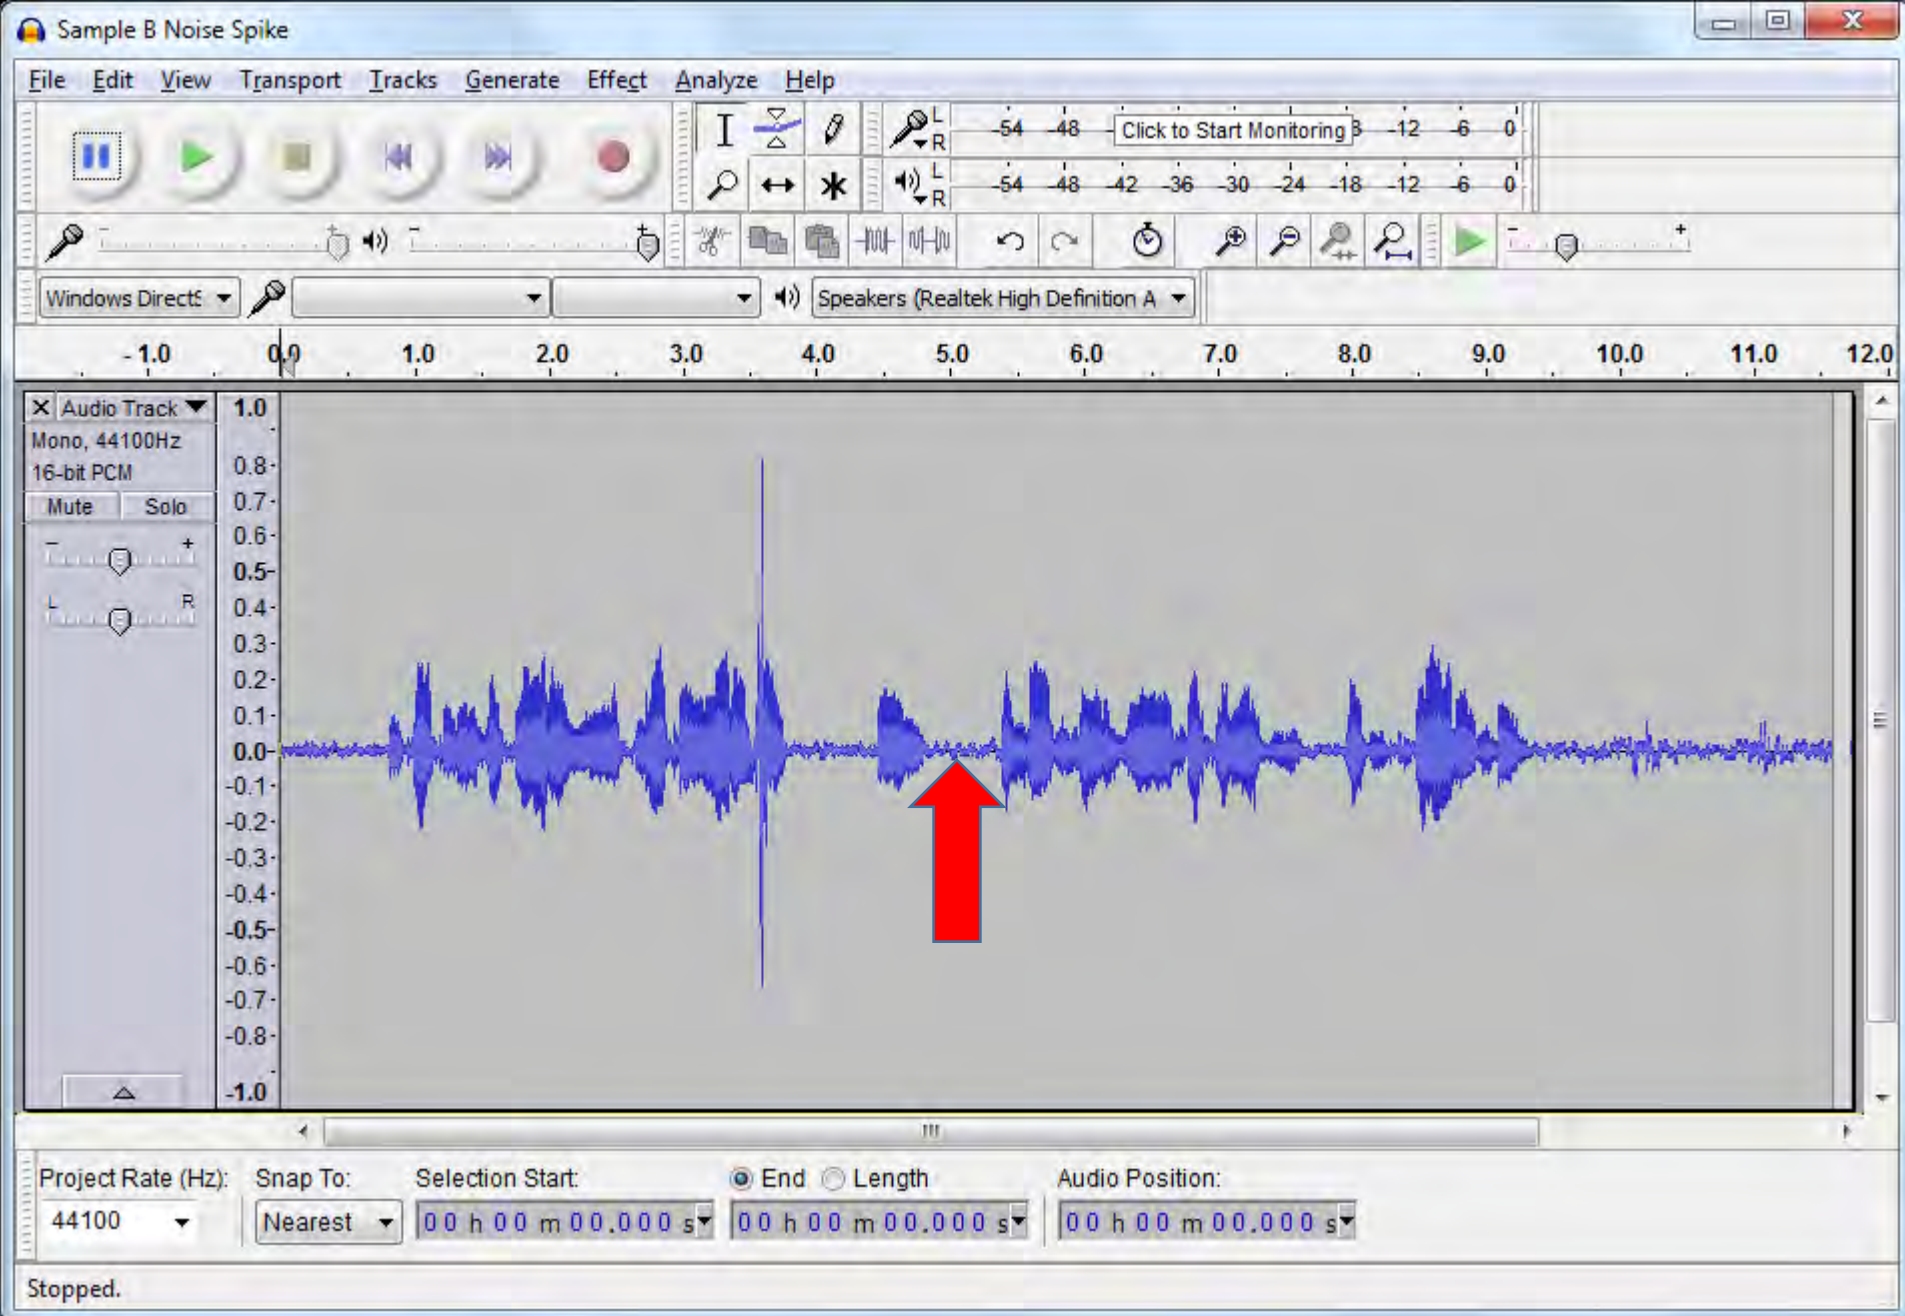 Sample B Noise Spike
File Edit View Transport Tracks Generate Effect Analyze Help
L
R
-54 -48 - Click to Start Monitoring 8 -12 -6 0
L
R
-54 -48 -42 -36 -30 -24 -18 -12 -6 0
- + - +
- +
Windows DirectS
Speakers (Realtek High Definition A
- 1.0 0.0 1.0 2.0 3.0 4.0 5.0 6.0 7.0 8.0 9.0 10.0 11.0 12.0
X Audio Track
Mono, 44100Hz
16-bit PCM
Mute Solo
- +
L R
1.0
0.8
0.7
0.6
0.5
0.4
0.3
0.2
0.1
0.0
-0.1
-0.2
-0.3
-0.4
-0.5
-0.6
-0.7
-0.8
-1.0
Project Rate (Hz): Snap To: Selection Start: End Length Audio Position:
44100 Nearest 00 h 00 m 00.000 s 00 h 00 m 00.000 s 00 h 00 m 00.000 s
Stopped.